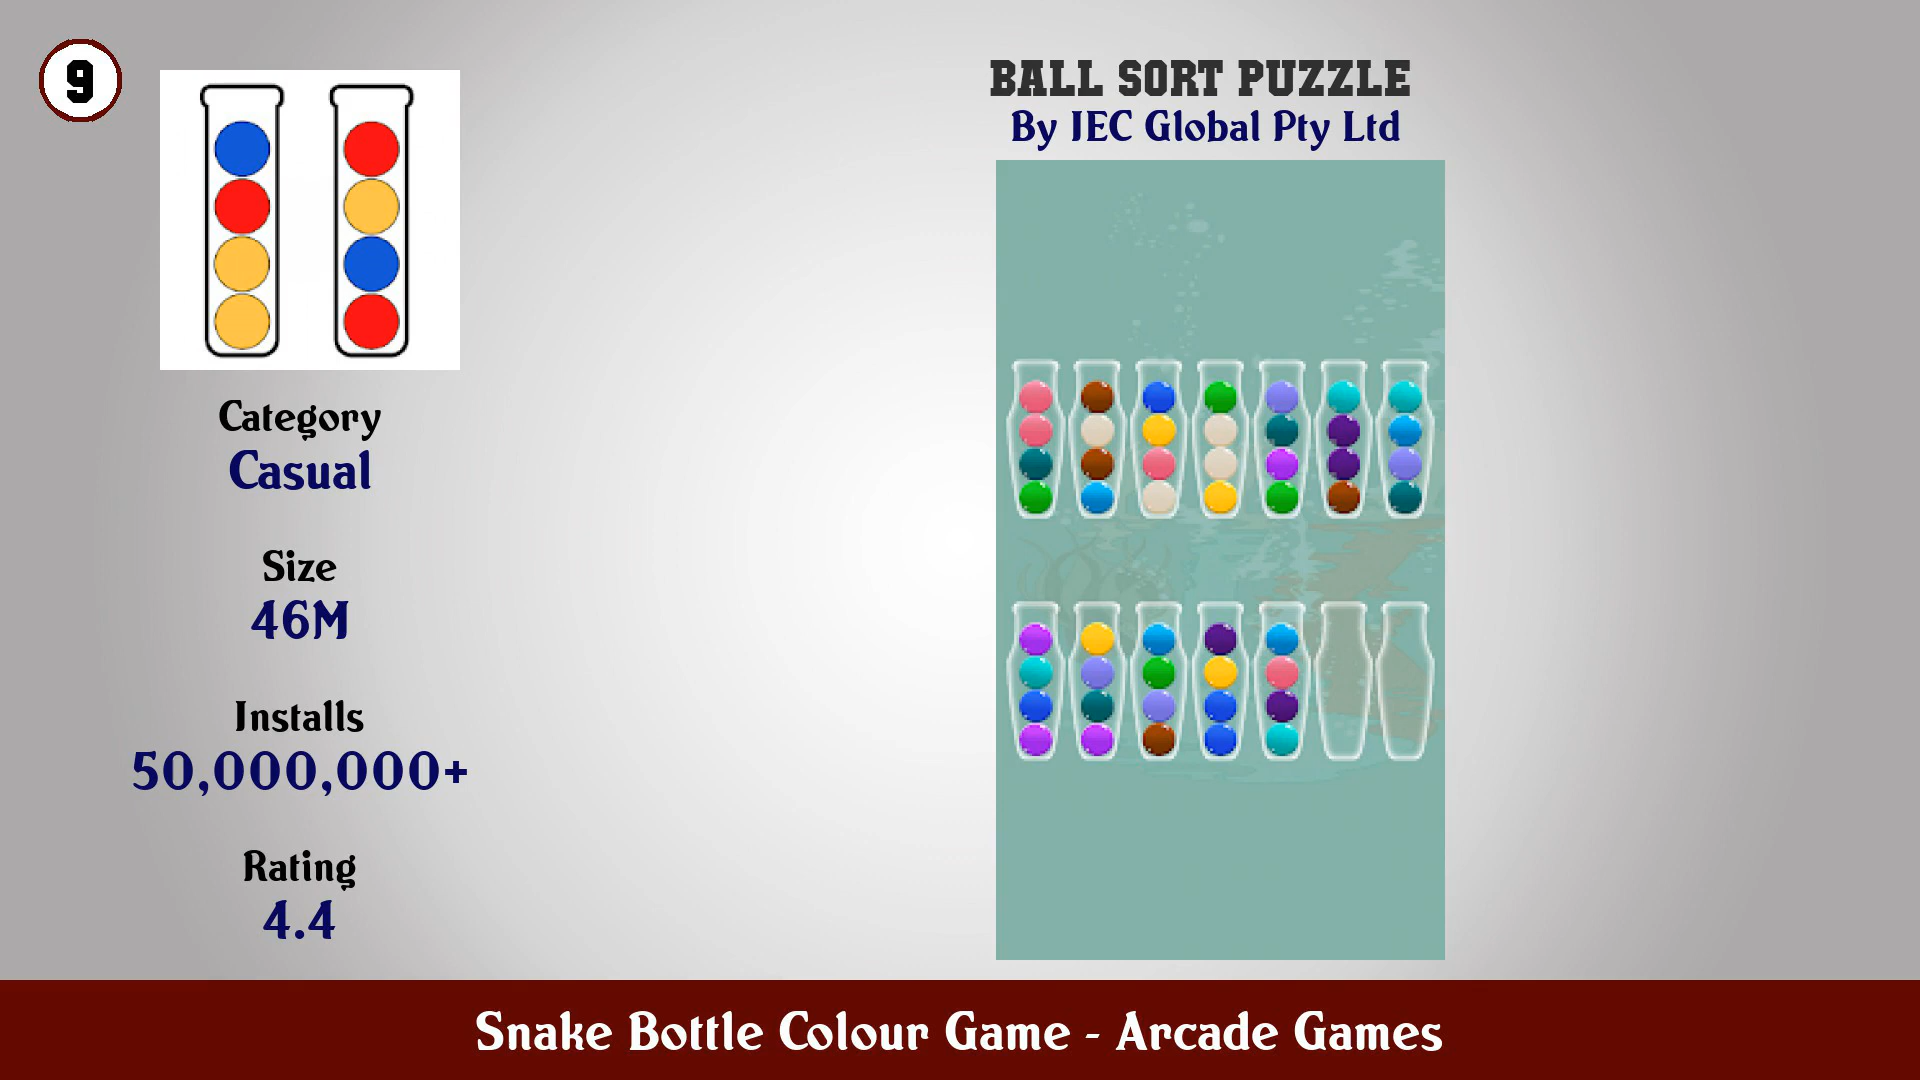 9
BALL SORT PUZZLE
By IEC Global Pty Ltd
Category
Casual
Size
46M
Installs
50,000,000+
Rating
4.4
Snake Bottle Colour Game - Arcade Games